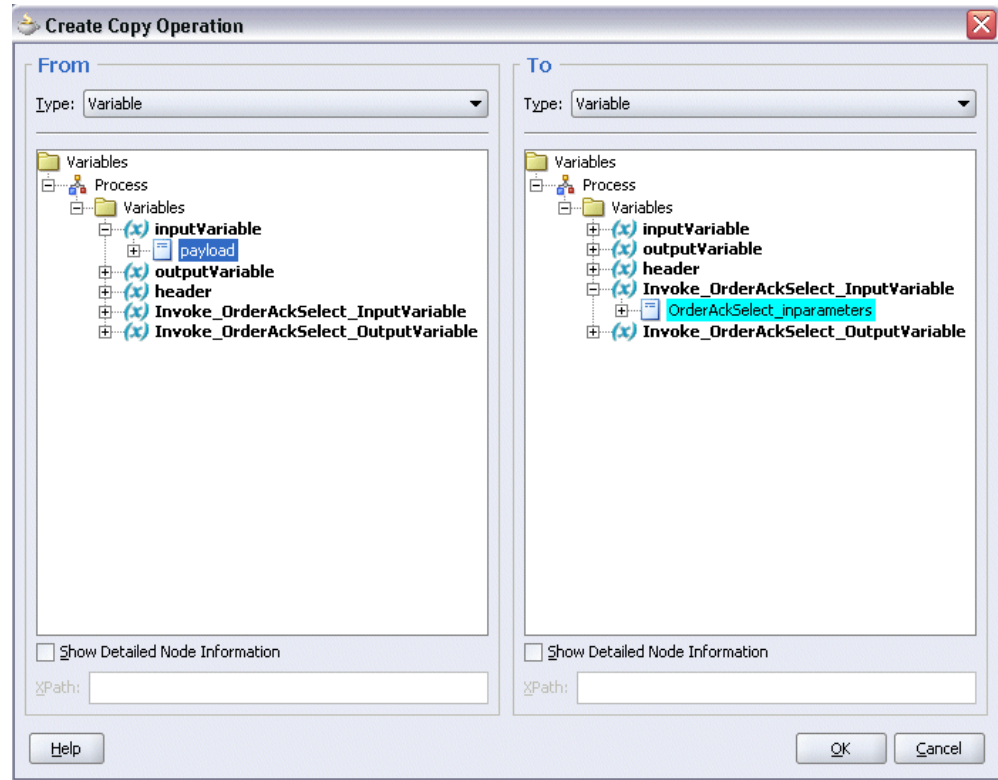 Create Copy Operation
From
Type: Variable
Variables
Process
Variables
inputVariable
payload
outputVariable
header
Invoke_OrderAckSelect_InputVariable
Invoke_OrderAckSelect_OutputVariable
Show Detailed Node Information
XPath:
To
Type: Variable
Variables
Process
Variables
inputVariable
outputVariable
header
Invoke_OrderAckSelect_InputVariable
OrderAckSelect_inparameters
Invoke_OrderAckSelect_OutputVariable
Show Detailed Node Information
XPath:
Help
OK
Cancel